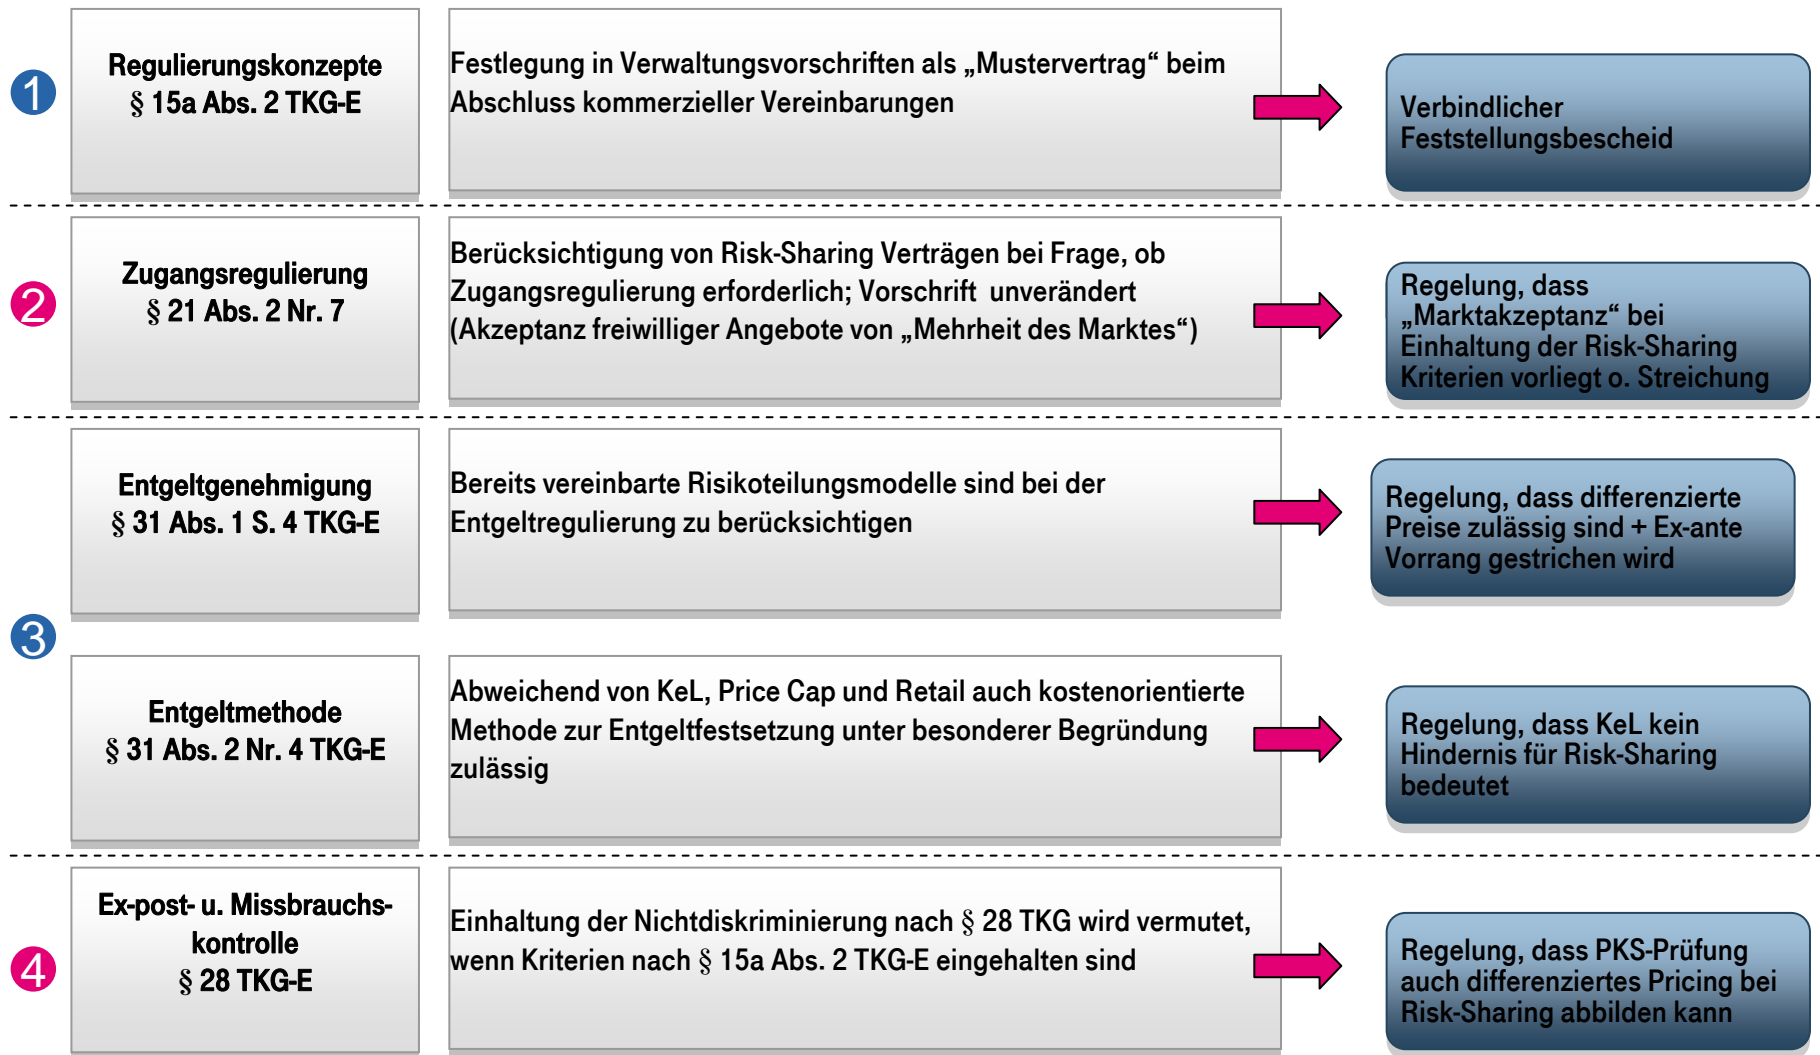 1
Regulierungskonzepte
§ 15a Abs. 2 TKG-E
Festlegung in Verwaltungsvorschriften als „Mustervertrag“ beim
Abschluss kommerzieller Vereinbarungen
Verbindlicher
Feststellungsbescheid
2
Zugangsregulierung
§ 21 Abs. 2 Nr. 7
Berücksichtigung von Risk-Sharing Verträgen bei Frage, ob
Zugangsregulierung erforderlich; Vorschrift unverändert
(Akzeptanz freiwilliger Angebote von „Mehrheit des Marktes“)
Regelung, dass
„Marktakzeptanz“ bei
Einhaltung der Risk-Sharing
Kriterien vorliegt o. Streichung
3
Entgeltgenehmigung
§ 31 Abs. 1 S. 4 TKG-E
Bereits vereinbarte Risikoteilungsmodelle sind bei der
Entgeltregulierung zu berücksichtigen
Regelung, dass differenzierte
Preise zulässig sind + Ex-ante
Vorrang gestrichen wird
Entgeltmethode
§ 31 Abs. 2 Nr. 4 TKG-E
Abweichend von KeL, Price Cap und Retail auch kostenorientierte
Methode zur Entgeltfestsetzung unter besonderer Begründung
zulässig
Regelung, dass KeL kein
Hindernis für Risk-Sharing
bedeutet
4
Ex-post- u. Missbrauchs-
kontrolle
§ 28 TKG-E
Einhaltung der Nichtdiskriminierung nach § 28 TKG wird vermutet,
wenn Kriterien nach § 15a Abs. 2 TKG-E eingehalten sind
Regelung, dass PKS-Prüfung
auch differenziertes Pricing bei
Risk-Sharing abbilden kann